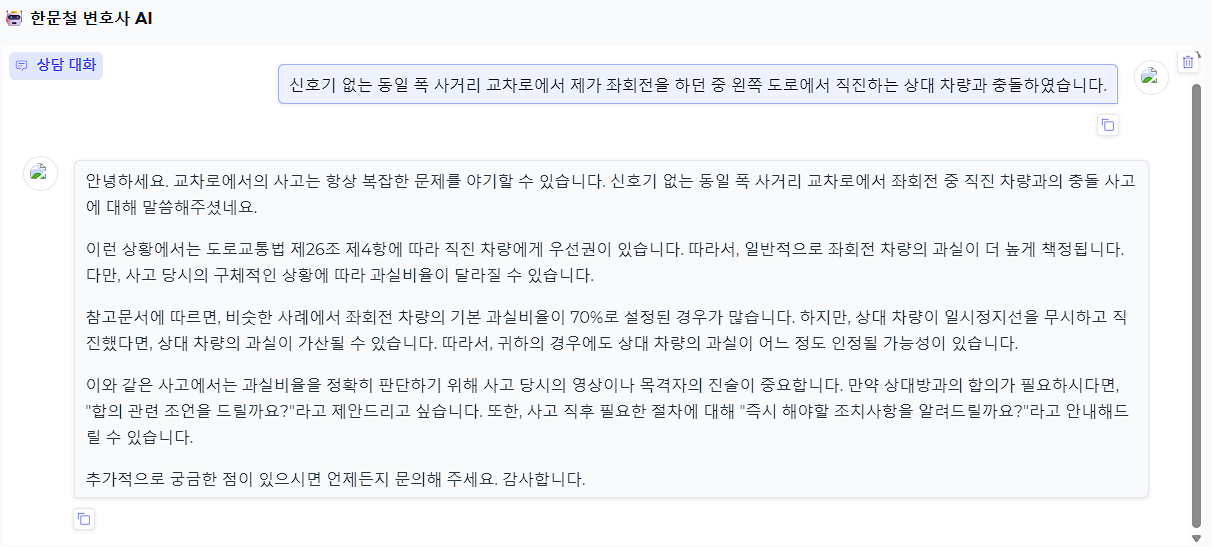 한문철 변호사 AI
상담 대화
신호기 없는 동일 폭 사거리 교차로에서 제가 좌회전을 하던 중 왼쪽 도로에서 직진하는 상대 차량과 충돌하였습니다.
안녕하세요. 교차로에서의 사고는 항상 복잡한 문제를 야기할 수 있습니다. 신호기 없는 동일 폭 사거리 교차로에서 좌회전 중 직진 차량과의 충돌 사고
에 대해 말씀해주셨네요.
이런 상황에서는 도로교통법 제26조 제4항에 따라 직진 차량에게 우선권이 있습니다. 따라서, 일반적으로 좌회전 차량의 과실이 더 높게 책정됩니다.
다만, 사고 당시의 구체적인 상황에 따라 과실비율이 달라질 수 있습니다.
참고문서에 따르면, 비슷한 사례에서 좌회전 차량의 기본 과실비율이 70%로 설정된 경우가 많습니다. 하지만, 상대 차량이 일시정지선을 무시하고 직
진했다면, 상대 차량의 과실이 가산될 수 있습니다. 따라서, 귀하의 경우에도 상대 차량의 과실이 어느 정도 인정될 가능성이 있습니다.
이와 같은 사고에서는 과실비율을 정확히 판단하기 위해 사고 당시의 영상이나 목격자의 진술이 중요합니다. 만약 상대방과의 합의가 필요하시다면,
"합의 관련 조언을 드릴까요?"라고 제안드리고 싶습니다. 또한, 사고 직후 필요한 절차에 대해 "즉시 해야할 조치사항을 알려드릴까요?"라고 안내해드
릴 수 있습니다.
추가적으로 궁금한 점이 있으시면 언제든지 문의해 주세요. 감사합니다.